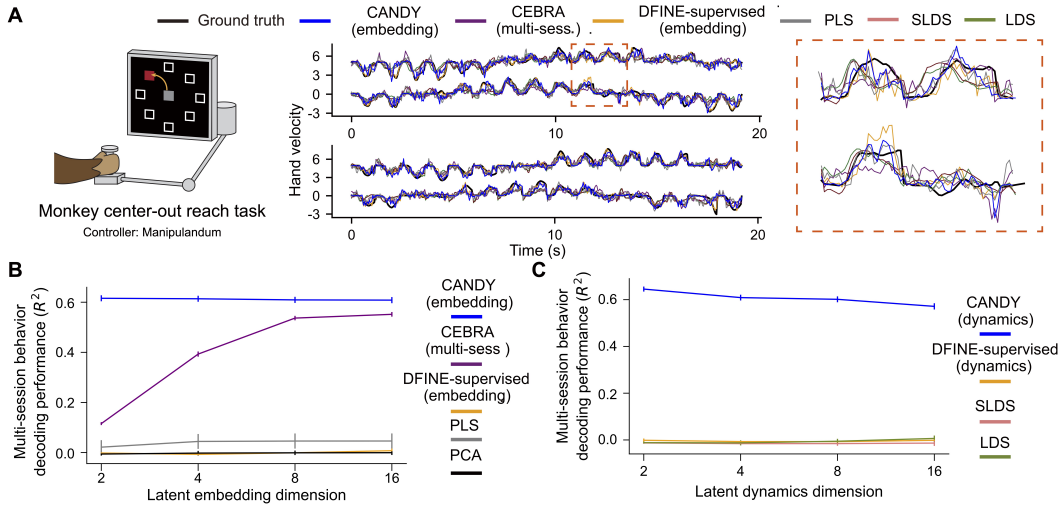 A
Ground truth
CANDY
(embedding)
CEBRA
(multi-sess.)
DFINE-supervised
(embedding)
PLS
SLDS
LDS
Monkey center-out reach task
Controller: Manipulandum
Hand velocity
6
3
0
-3
0
10
20
6
3
0
-3
0
10
20
Time (s)
B
Multi-session behavior
decoding performance (R²)
0.6
0.4
0.2
0.0
2
4
8
16
Latent embedding dimension
CANDY
(embedding)
CEBRA
(multi-sess )
DFINE-supervised
(embedding)
PLS
PCA
C
Multi-session behavior
decoding performance (R²)
0.6
0.4
0.2
0.0
2
4
8
16
Latent dynamics dimension
CANDY
(dynamics)
DFINE-supervised
(dynamics)
SLDS
LDS